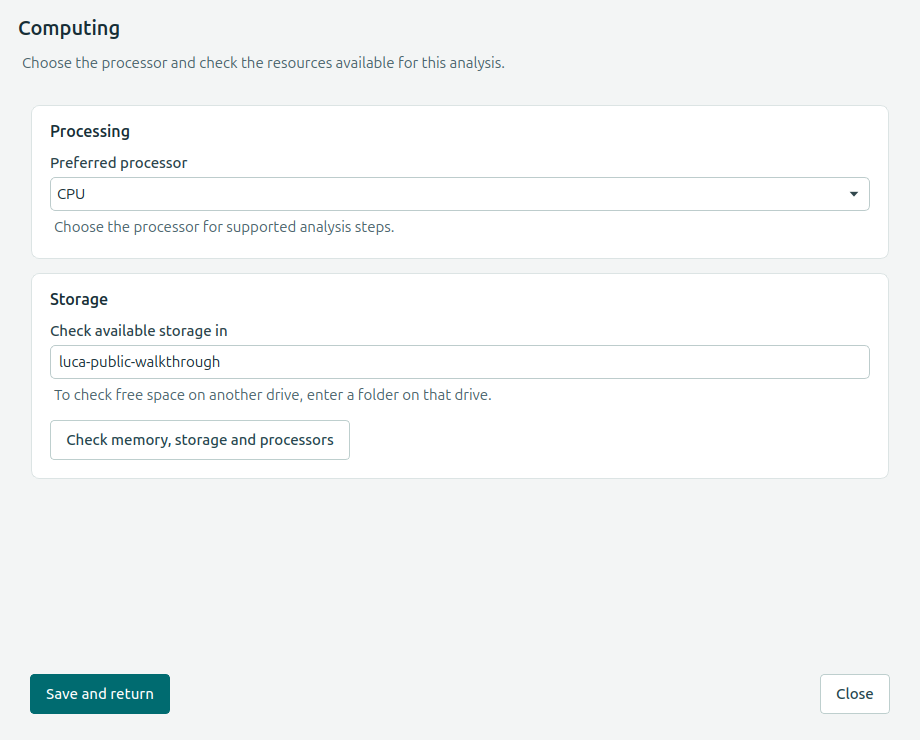 Computing
Choose the processor and check the resources available for this analysis.
Processing
Preferred processor
CPU
Choose the processor for supported analysis steps.
Storage
Check available storage in
luca-public-walkthrough
To check free space on another drive, enter a folder on that drive.
Check memory, storage and processors
Save and return
Close